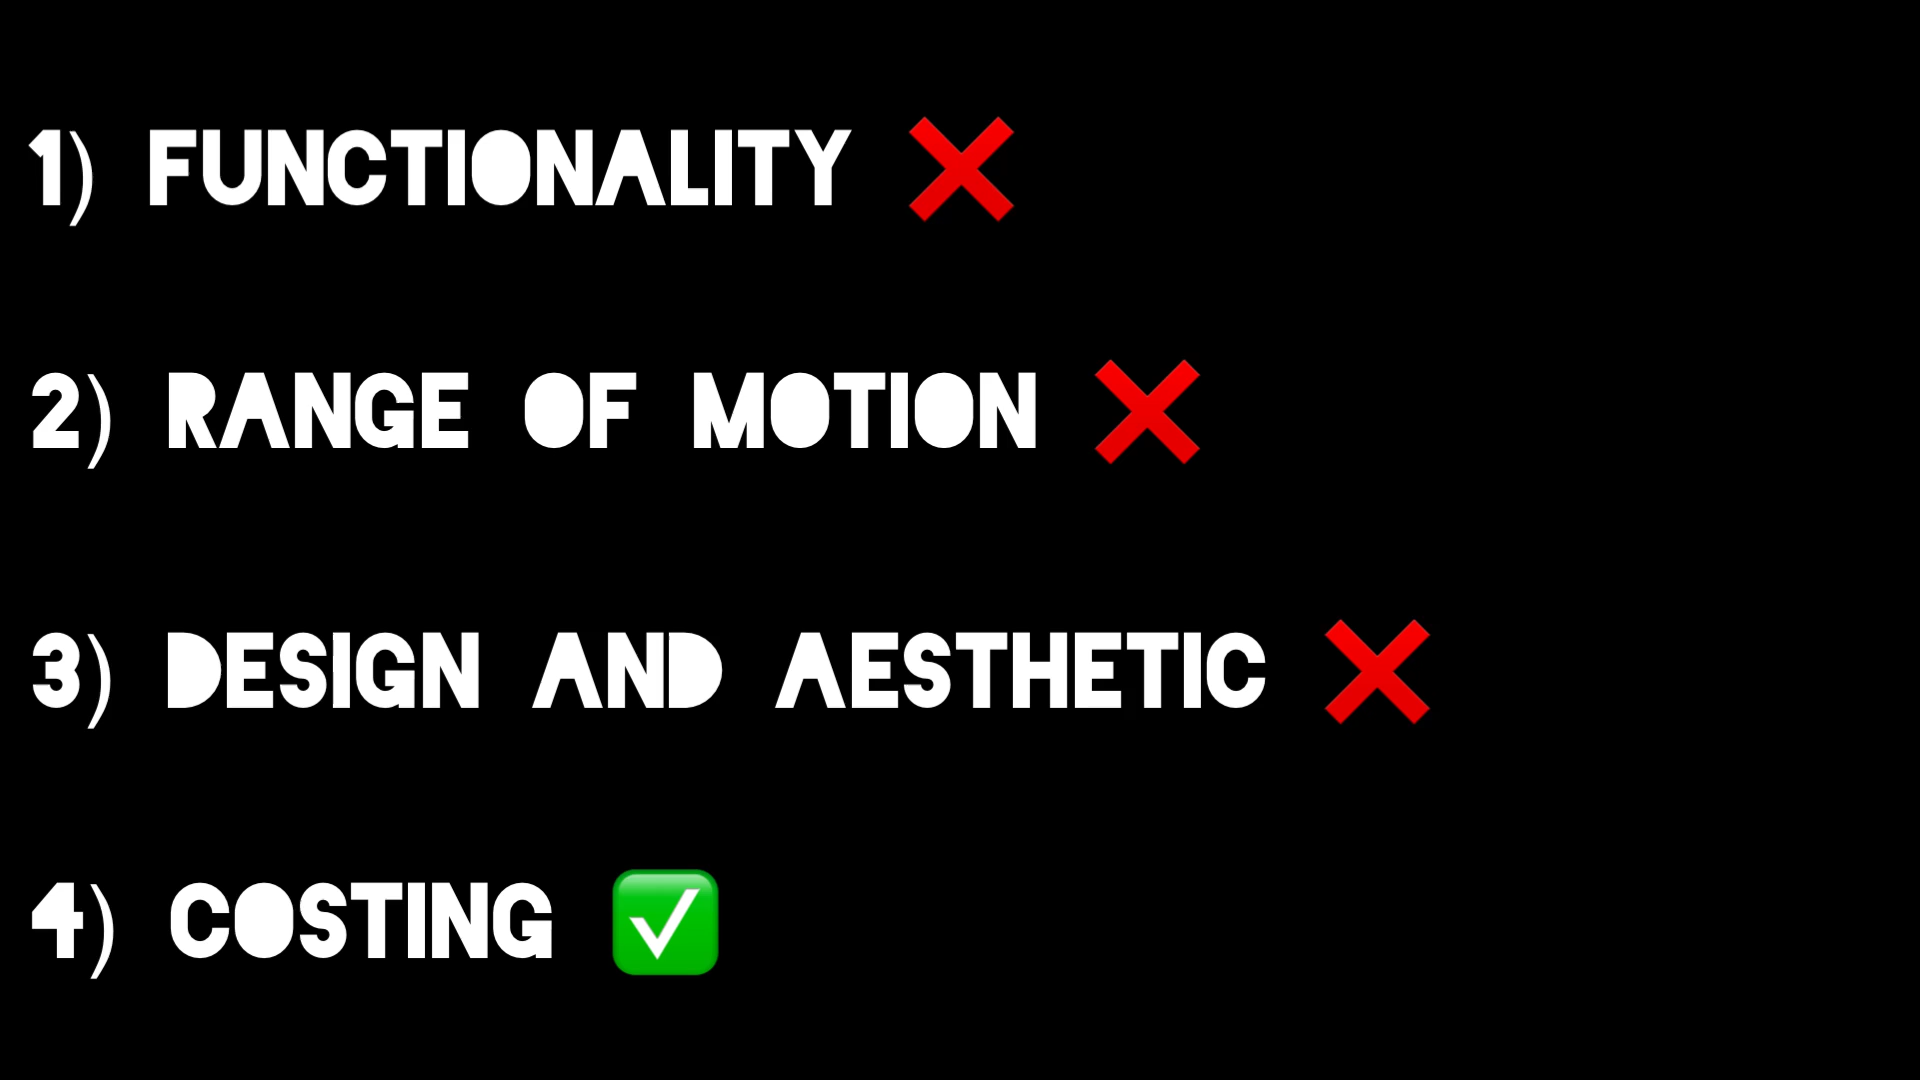 1) FUNCTIONALITY ❌
2) RANGE OF MOTION ❌
3) DESIGN AND AESTHETIC ❌
4) COSTING ✅